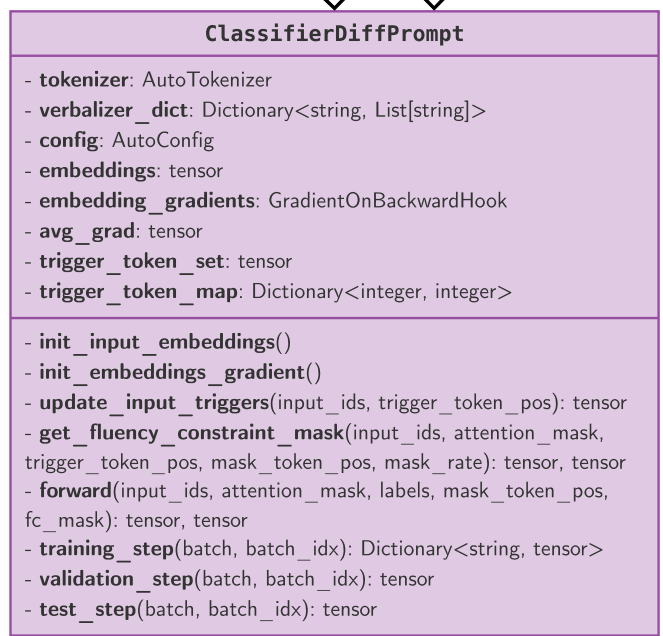 ClassifierDiffPrompt
- tokenizer: AutoTokenizer
- verbalizer_dict: Dictionary<string, List[string]>
- config: AutoConfig
- embeddings: tensor
- embedding_gradients: GradientOnBackwardHook
- avg_grad: tensor
- trigger_token_set: tensor
- trigger_token_map: Dictionary<integer, integer>
- init_input_embeddings()
- init_embeddings_gradient()
- update_input_triggers(input_ids, trigger_token_pos): tensor
- get_fluency_constraint_mask(input_ids, attention_mask,
trigger_token_pos, mask_token_pos, mask_rate): tensor, tensor
- forward(input_ids, attention_mask, labels, mask_token_pos,
fc_mask): tensor, tensor
- training_step(batch, batch_idx): Dictionary<string, tensor>
- validation_step(batch, batch_idx): tensor
- test_step(batch, batch_idx): tensor